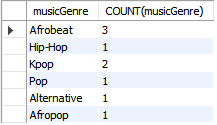 musicGenre COUNT(musicGenre)
Afrobeat 3
Hip-Hop 1
Kpop 2
Pop 1
Alternative 1
Afropop 1